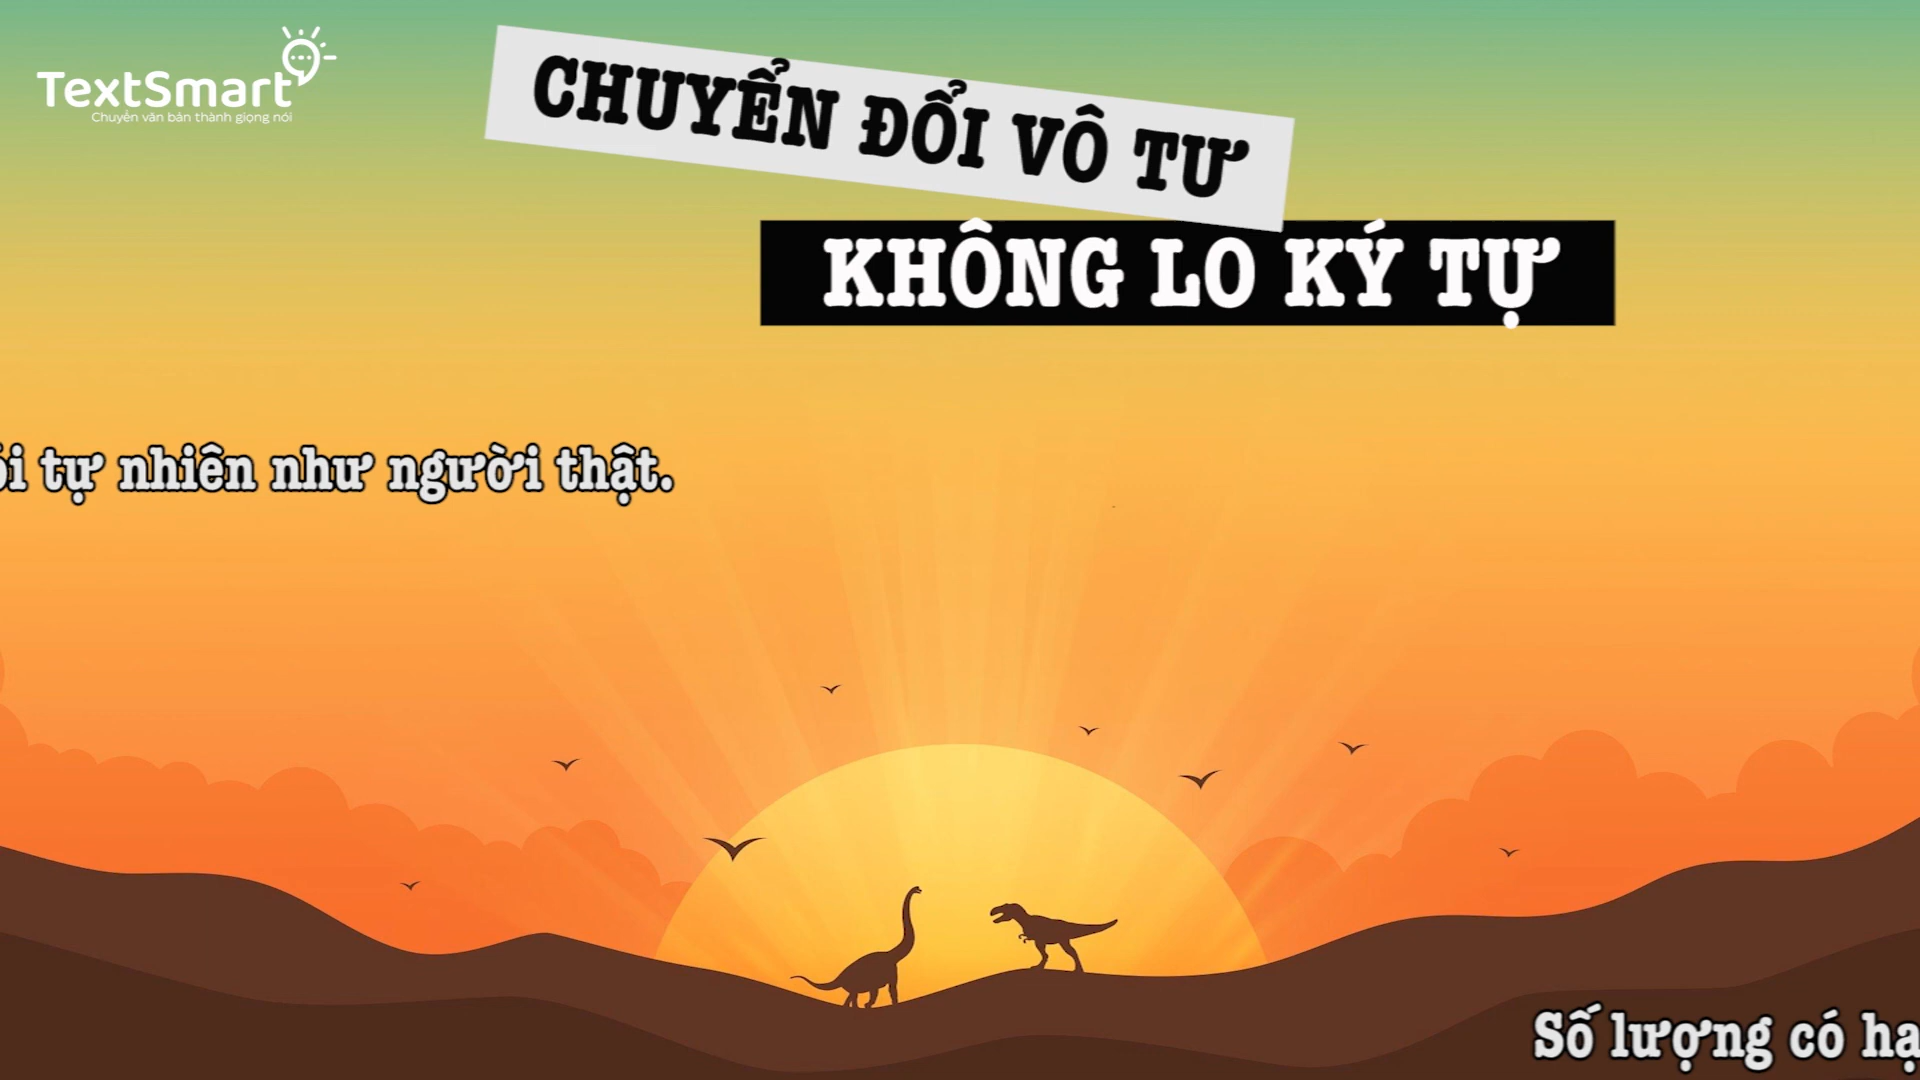 TextSmart
Chuyển văn bản thành giọng nói
CHUYỂN ĐỔI VÔ TƯ
KHÔNG LO KÝ TỰ
tự nhiên như người thật.
Số lượng có